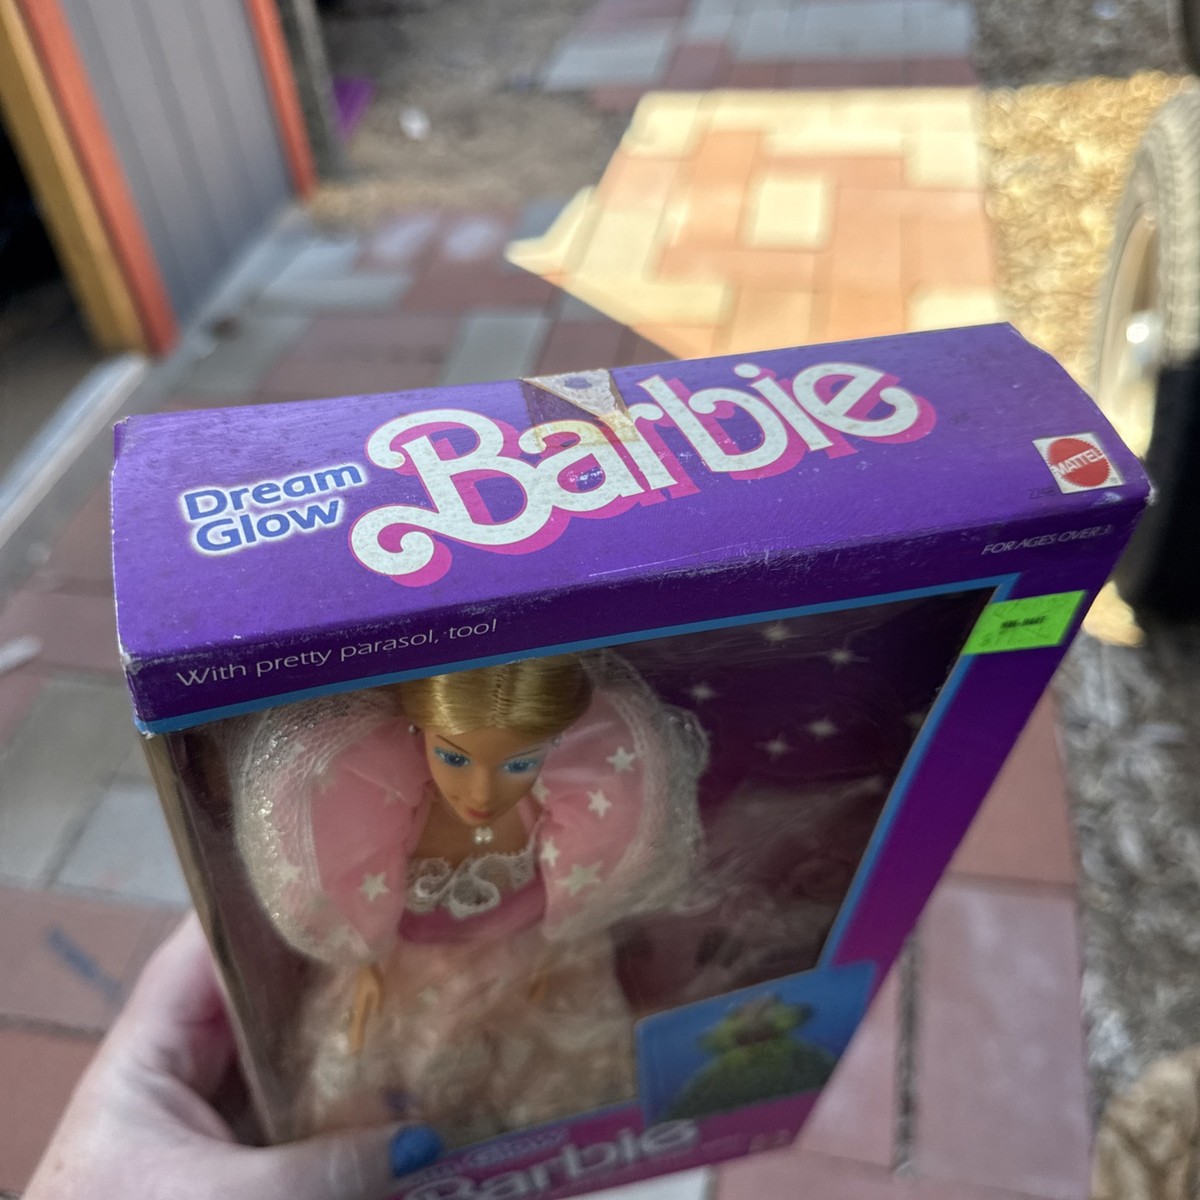 Dream
Glow
Barbie
MATTEL
FOR AGES OVER 3
With pretty parasol, too!
Barbie